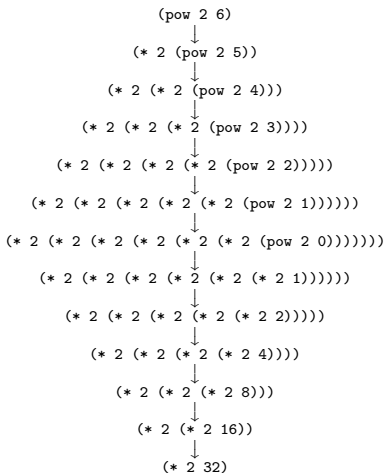 (pow 2 6)
(* 2 (pow 2 5))
(* 2 (* 2 (pow 2 4)))
(* 2 (* 2 (* 2 (pow 2 3))))
(* 2 (* 2 (* 2 (* 2 (pow 2 2)))))
(* 2 (* 2 (* 2 (* 2 (* 2 (pow 2 1))))))
(* 2 (* 2 (* 2 (* 2 (* 2 (* 2 (pow 2 0)))))))
(* 2 (* 2 (* 2 (* 2 (* 2 (* 2 1))))))
(* 2 (* 2 (* 2 (* 2 (* 2 2)))))
(* 2 (* 2 (* 2 (* 2 4))))
(* 2 (* 2 (* 2 8)))
(* 2 (* 2 16))
(* 2 32)